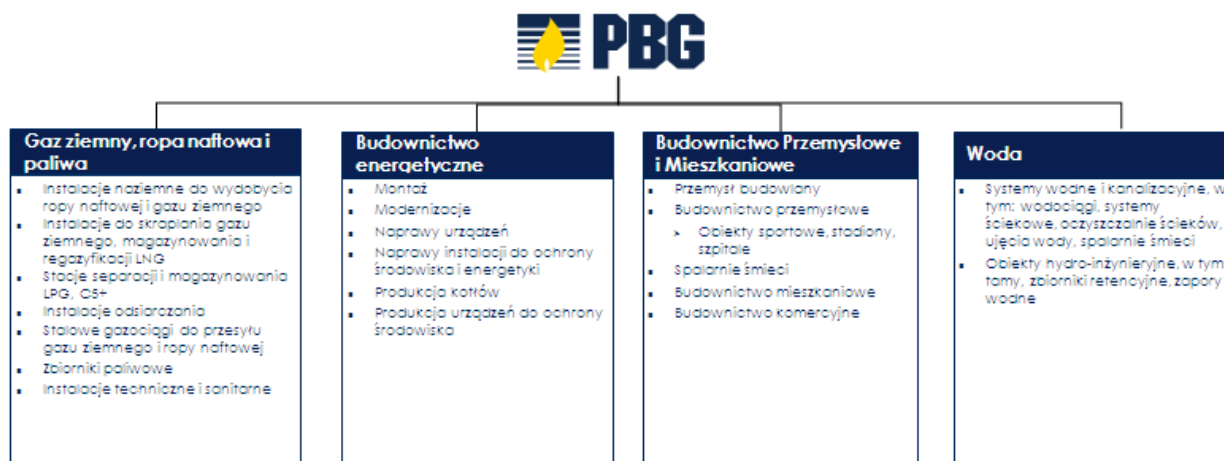 PBG
Gaz ziemny, ropa naftowa i
paliwa
Instalacje naziemne do wydobycia
ropy naftowej i gazu ziemnego
Instalacje do skraplania gazu
ziemnego, magazynowania i
regazyfikacji LNG
Stacje separacji i magazynowania
LPG, C5+
Instalacje odsiarczania
Stalowe gazociągi do przesyłu
gazu ziemnego i ropy naftowej
Zbiorniki paliwowe
Instalacje techniczne i sanitarne
Budownictwo
energetyczne
Montaż
Modernizacje
Naprawy urządzeń
Naprawy instalacji do ochrony
środowiska i energetyki
Produkcja kotłów
Produkcja urządzeń do ochrony
środowiska
Budownictwo Przemysłowe
i Mieszkaniowe
Przemysł budowlany
Budownictwo przemysłowe
Obiekty sportowe, stadiony,
szpitale
Spalarnie śmieci
Budownictwo mieszkaniowe
Budownictwo komercyjne
Woda
Systemy wodne i kanalizacyjne, w
tym: wodociągi, systemy
ściekowe, oczyszczalnie ścieków,
ujęcia wody, spalarnie śmieci
Obiekty hydro-inżynieryjne, w tym
tamy, zbiorniki retencyjne, zapory
wodne